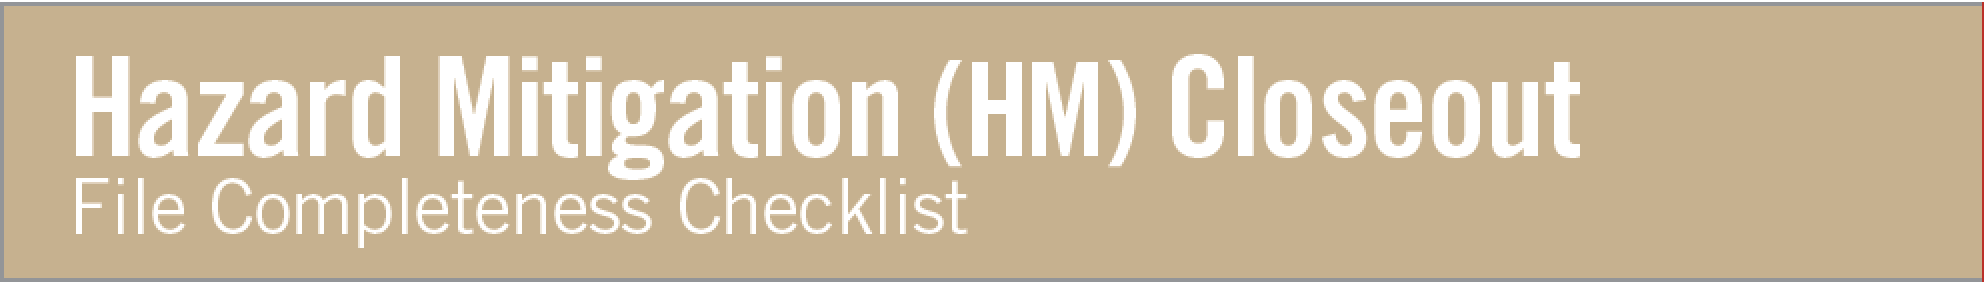 Hazard Mitigation (HM) Closeout
File Completeness Checklist